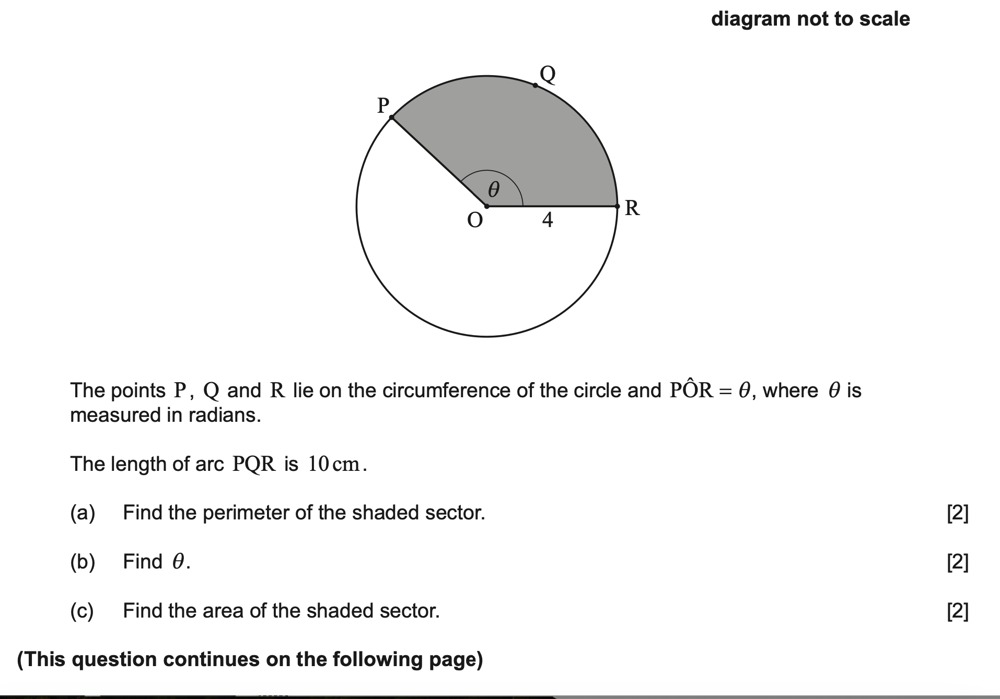 diagram not to scale
Q
P
θ
R
O
4
The points P, Q and R lie on the circumference of the circle and PÔR = θ, where θ is
measured in radians.
The length of arc PQR is 10 cm.
(a) Find the perimeter of the shaded sector. [2]
(b) Find θ. [2]
(c) Find the area of the shaded sector. [2]
(This question continues on the following page)